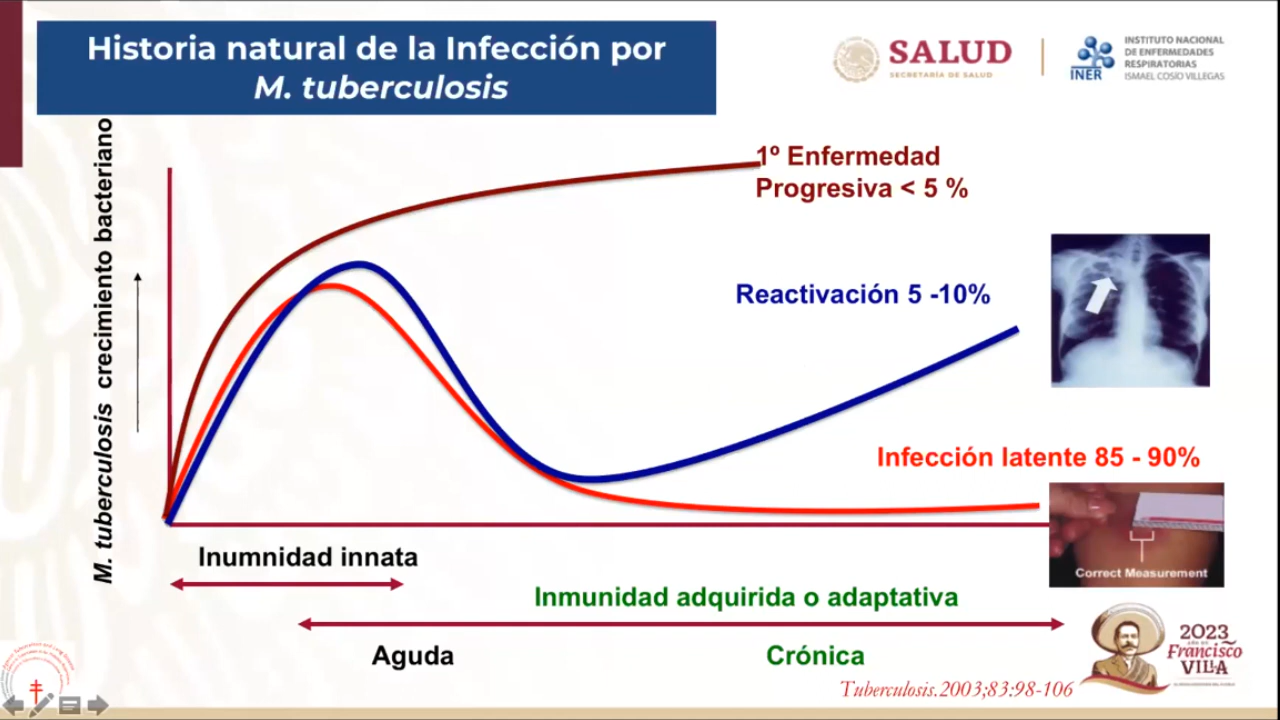 Historia natural de la Infección por
M. tuberculosis
SALUD
SECRETARÍA DE SALUD
INER
INSTITUTO NACIONAL
DE ENFERMEDADES
RESPIRATORIAS
ISMAEL COSÍO VILLEGAS
M. tuberculosis crecimiento bacteriano
1º Enfermedad
Progresiva < 5 %
Reactivación 5 -10%
Infección latente 85 - 90%
Correct Measurement
Inumnidad innata
Inmunidad adquirida o adaptativa
Aguda
Crónica
Tuberculosis.2003;83:98-106
2023
Francisco
VILLA